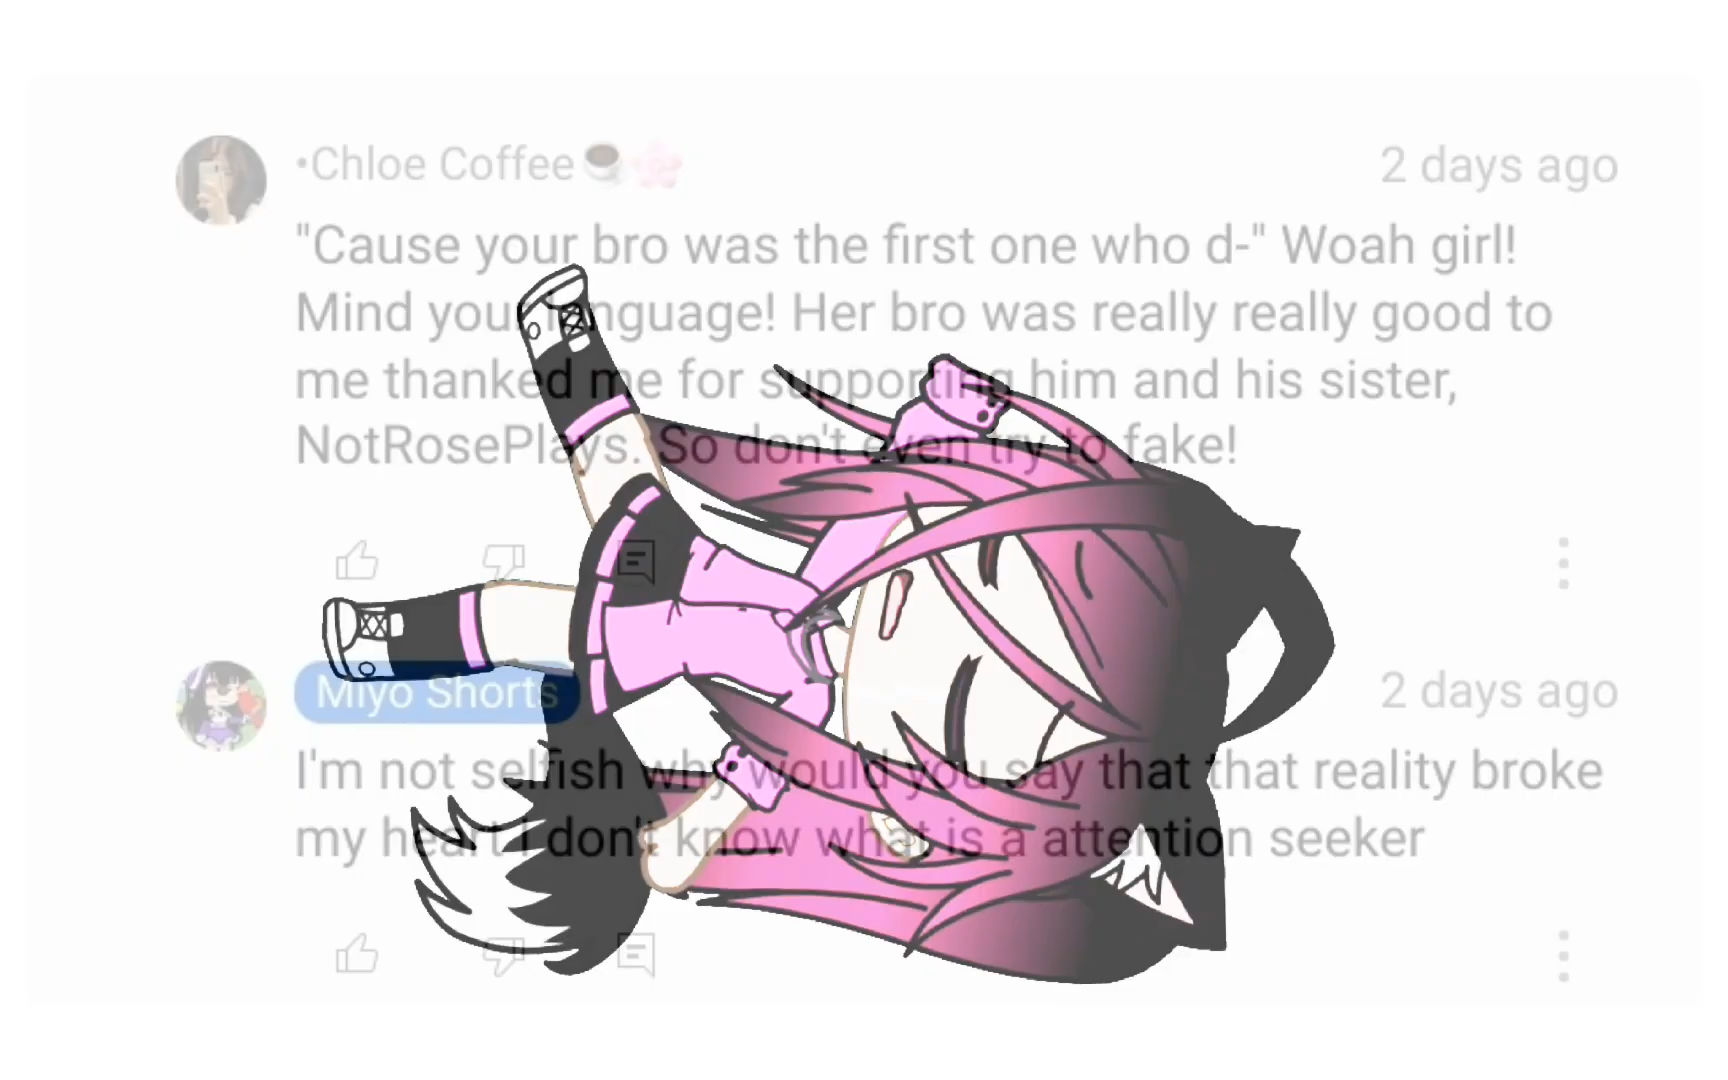 •Chloe Coffee☕🌸 2 days ago
"Cause your bro was the first one who d-" Woah girl!
Mind your language! Her bro was really really good to
me thanked me for supporting him and his sister,
NotRosePlays. So don't even try to fake!
Miyo Shorts 2 days ago
I'm not selfish why would you say that that reality broke
my heart I don't know what is a attention seeker